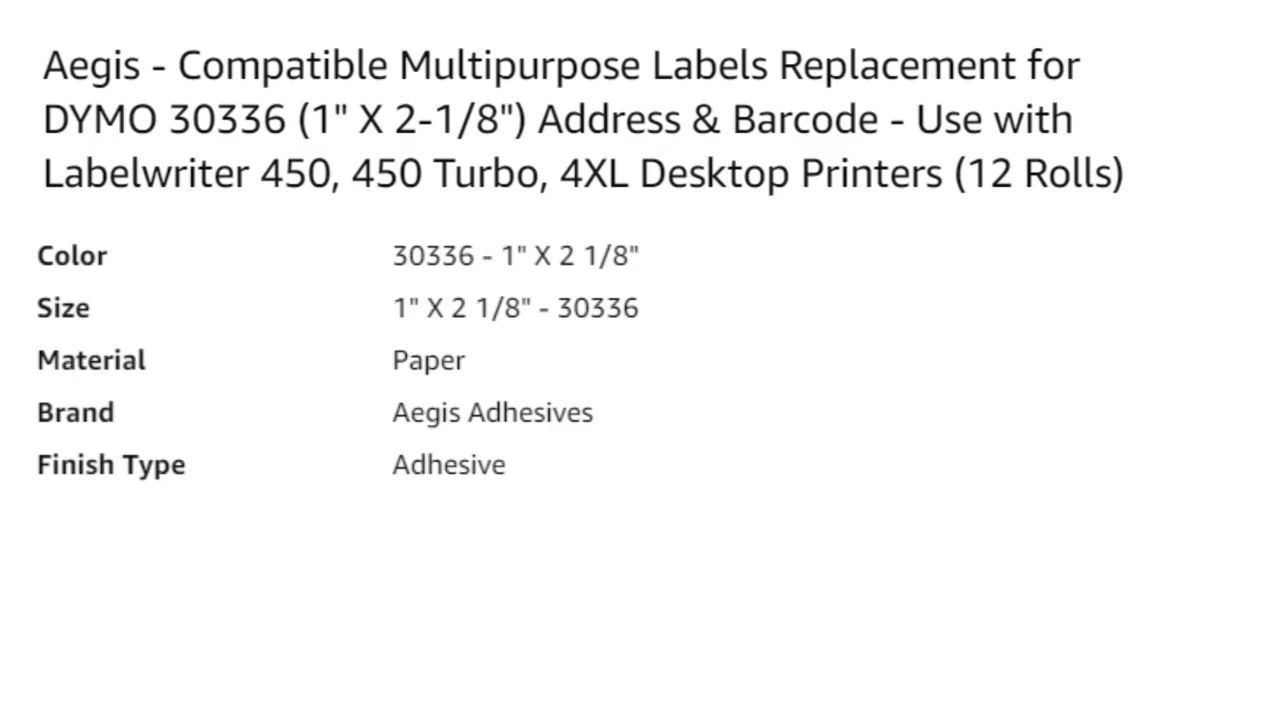 Aegis - Compatible Multipurpose Labels Replacement for
DYMO 30336 (1" X 2-1/8") Address & Barcode - Use with
Labelwriter 450, 450 Turbo, 4XL Desktop Printers (12 Rolls)
Color 30336 - 1" X 2 1/8"
Size 1" X 2 1/8" - 30336
Material Paper
Brand Aegis Adhesives
Finish Type Adhesive